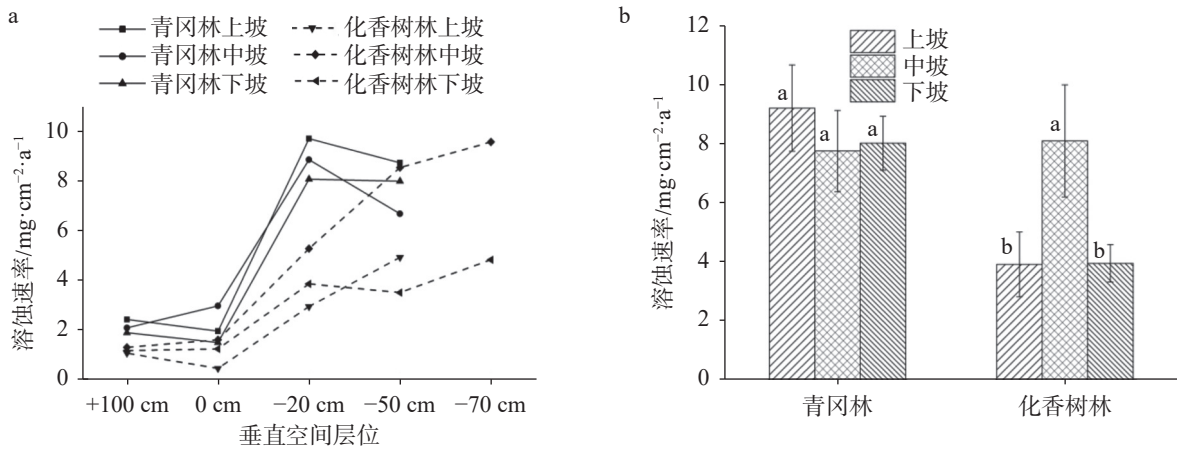 a
青冈林上坡
青冈林中坡
青冈林下坡
化香树林上坡
化香树林中坡
化香树林下坡
溶蚀速率/mg·cm⁻²·a⁻¹
10
8
6
4
2
0
+100 cm 0 cm −20 cm −50 cm −70 cm
垂直空间层位
b
上坡
中坡
下坡
溶蚀速率/mg·cm⁻²·a⁻¹
12
10
8
6
4
2
0
a a a b a b
青冈林 化香树林